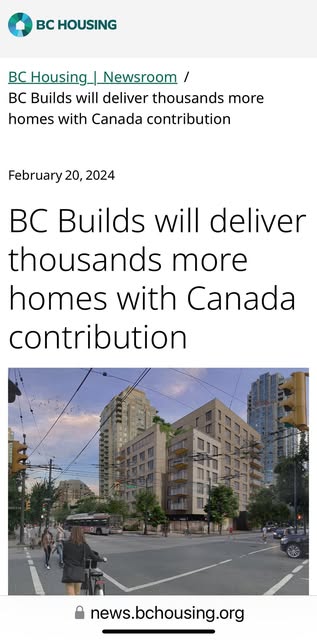 BC HOUSING
BC Housing | Newsroom /
BC Builds will deliver thousands more
homes with Canada contribution
February 20, 2024
BC Builds will deliver
thousands more
homes with Canada
contribution
news.bchousing.org